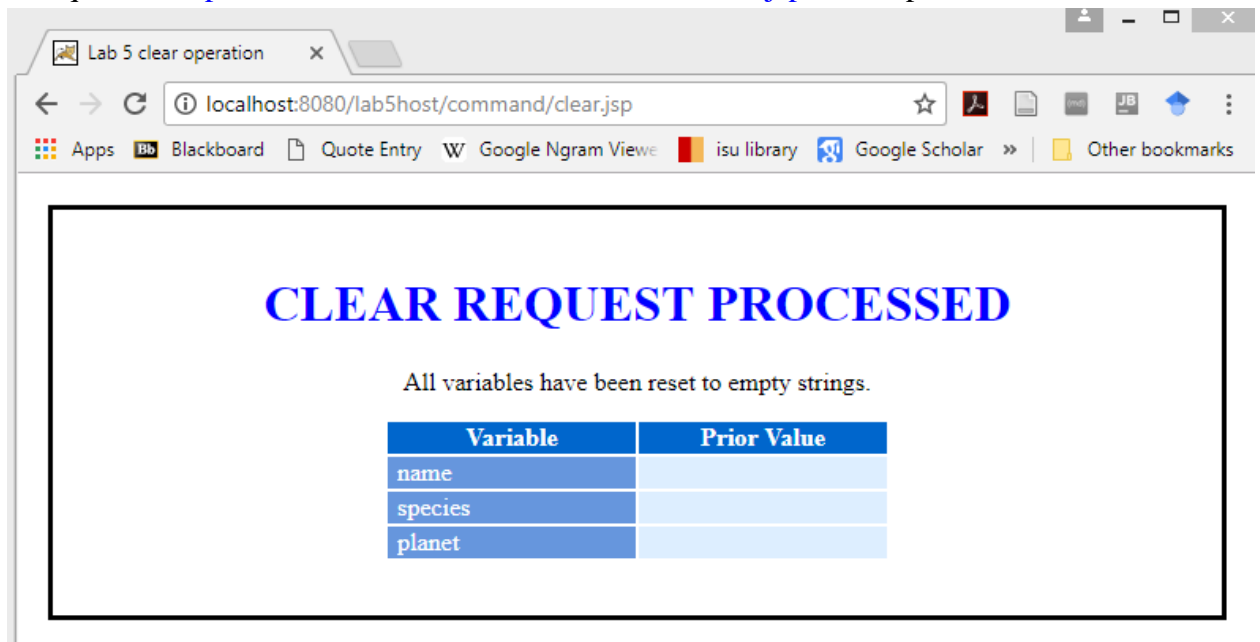 Lab 5 clear operation
localhost:8080/lab5host/command/clear.jsp
Apps Bb Blackboard Quote Entry W Google Ngram Viewe isu library Google Scholar » Other bookmarks
CLEAR REQUEST PROCESSED
All variables have been reset to empty strings.
Variable Prior Value
name
species
planet